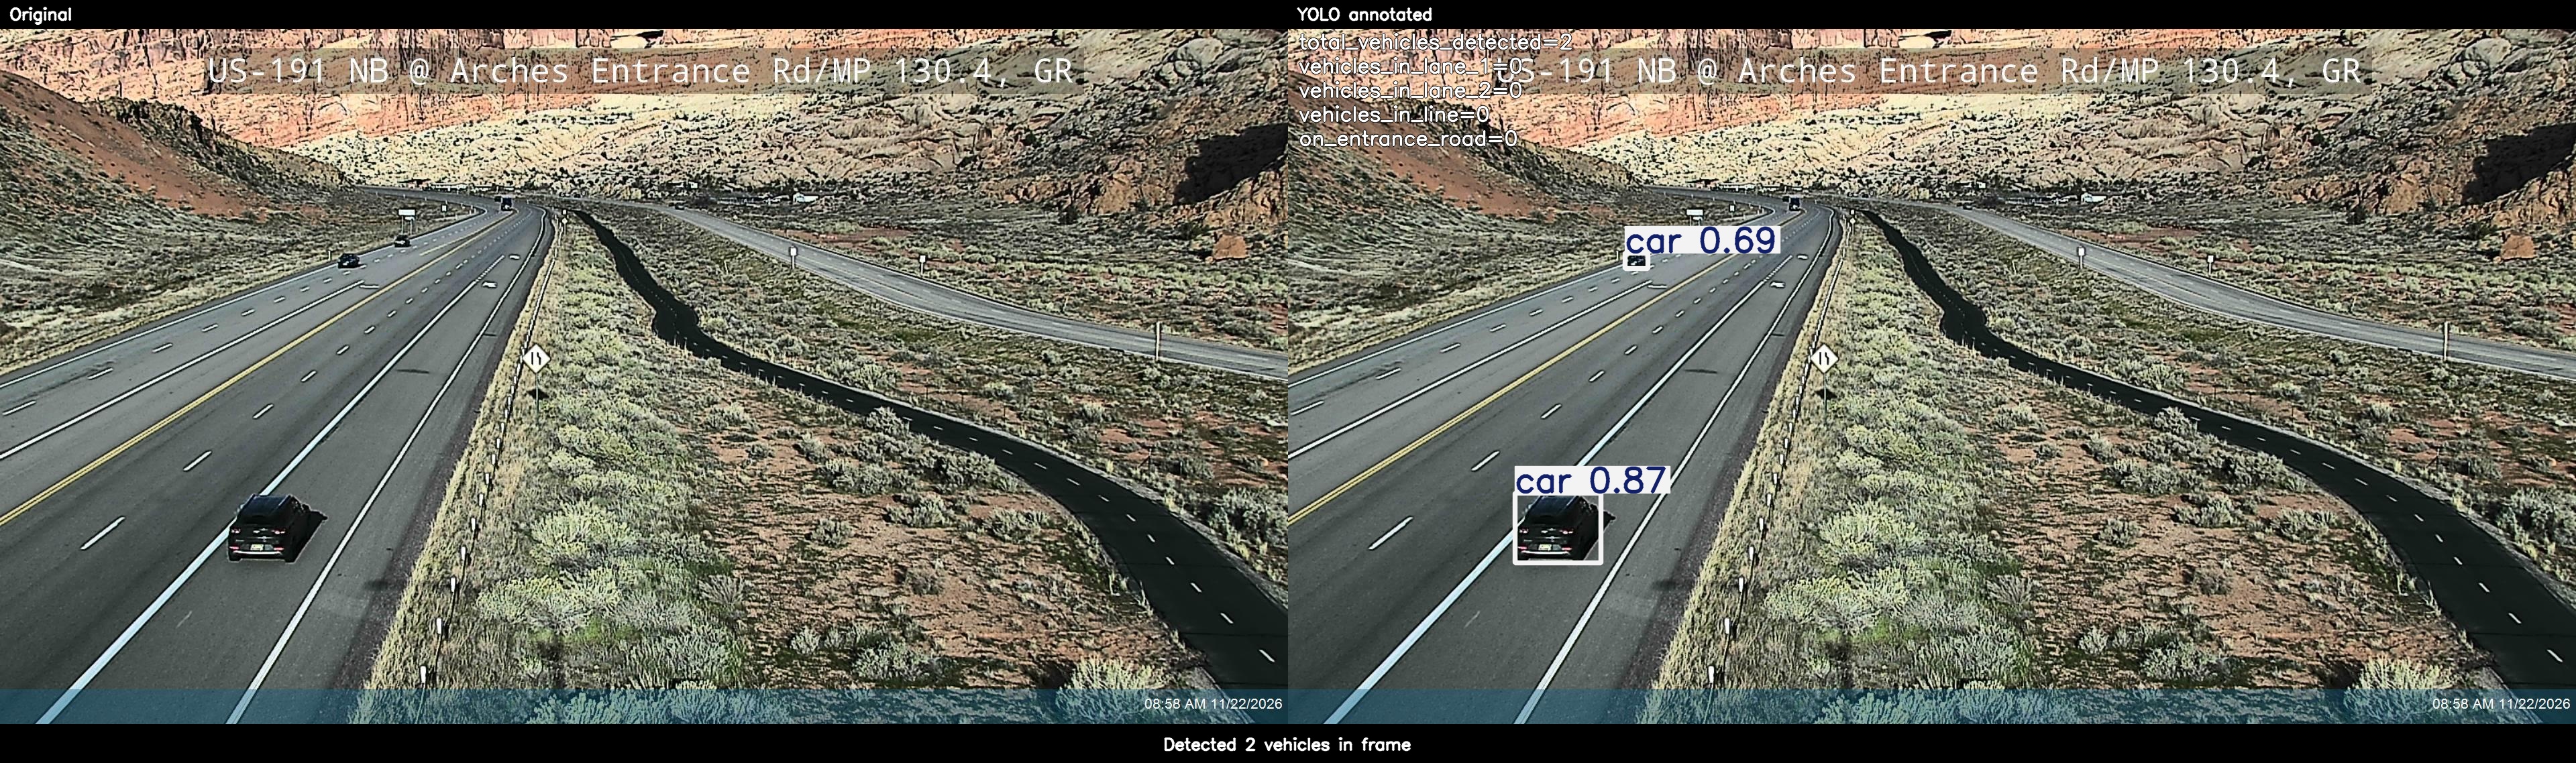 Original
US-191 NB @ Arches Entrance Rd/MP 130.4, GR
08:58 AM 11/22/2026
YOLO annotated
total_vehicles_detected=2
vehicles_in_lane_1=0
US-191 NB @ Arches Entrance Rd/MP 130.4, GR
vehicles_in_lane_2=0
vehicles_in_line=0
on_entrance_road=0
car 0.69
car 0.87
08:58 AM 11/22/2026
Detected 2 vehicles in frame